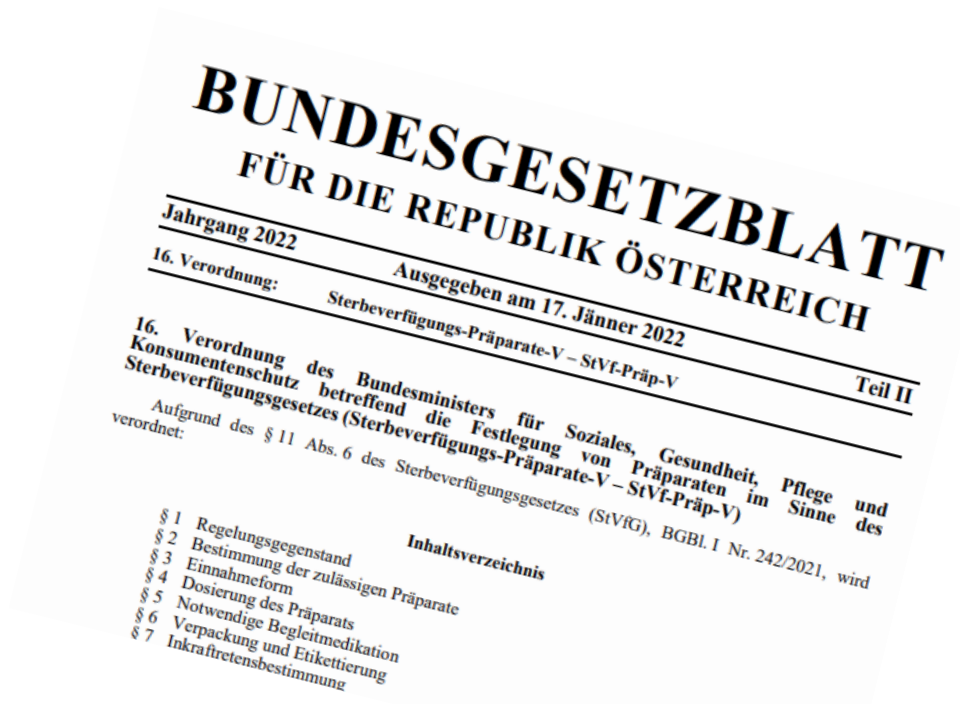 BUNDESGESETZBLATT
FÜR DIE REPUBLIK ÖSTERREICH
Jahrgang 2022 Ausgegeben am 17. Jänner 2022 Teil II
16. Verordnung: Sterbeverfügungs-Präparate-V – StVf-Präp-V
16. Verordnung des Bundesministers für Soziales, Gesundheit, Pflege und
Konsumentenschutz betreffend die Festlegung von Präparaten im Sinne des
Sterbeverfügungsgesetzes (Sterbeverfügungs-Präparate-V – StVf-Präp-V)
Aufgrund des § 11 Abs. 6 des Sterbeverfügungsgesetzes (StVfG), BGBl. I Nr. 242/2021, wird
verordnet:
Inhaltsverzeichnis
§ 1 Regelungsgegenstand
§ 2 Bestimmung der zulässigen Präparate
§ 3 Einnahmeform
§ 4 Dosierung des Präparats
§ 5 Notwendige Begleitmedikation
§ 6 Verpackung und Etikettierung
§ 7 Inkraftretensbestimmung